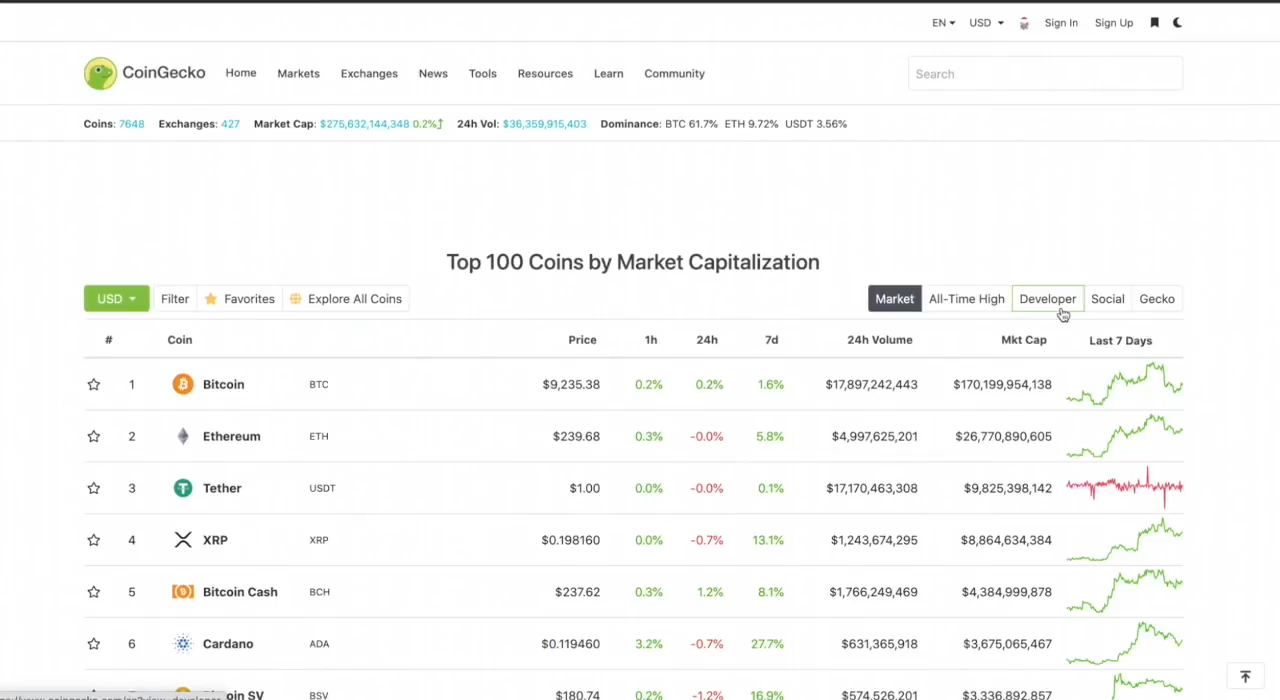 EN USD Sign In Sign Up
CoinGecko Home Markets Exchanges News Tools Resources Learn Community Search
Coins: 7648 Exchanges: 427 Market Cap: $275,632,144,348 0.2% 24h Vol: $36,359,915,403 Dominance: BTC 61.7% ETH 9.72% USDT 3.56%
Top 100 Coins by Market Capitalization
USD Filter Favorites Explore All Coins Market All-Time High Developer Social Gecko
# Coin Price 1h 24h 7d 24h Volume Mkt Cap Last 7 Days
1 Bitcoin BTC $9,235.38 0.2% 0.2% 1.6% $17,897,242,443 $170,199,954,138
2 Ethereum ETH $239.68 0.3% -0.0% 5.8% $4,997,625,201 $26,770,890,605
3 Tether USDT $1.00 0.0% -0.0% 0.1% $17,170,463,308 $9,825,398,142
4 XRP XRP $0.198160 0.0% -0.7% 13.1% $1,243,674,295 $8,864,634,384
5 Bitcoin Cash BCH $237.62 0.3% 1.2% 8.1% $1,766,249,469 $4,384,999,878
6 Cardano ADA $0.119460 3.2% -0.7% 27.7% $631,365,918 $3,675,065,467
oin SV BSV $180.74 0.2% -1.2% 16.9% $574,526,201 $3,336,892,857